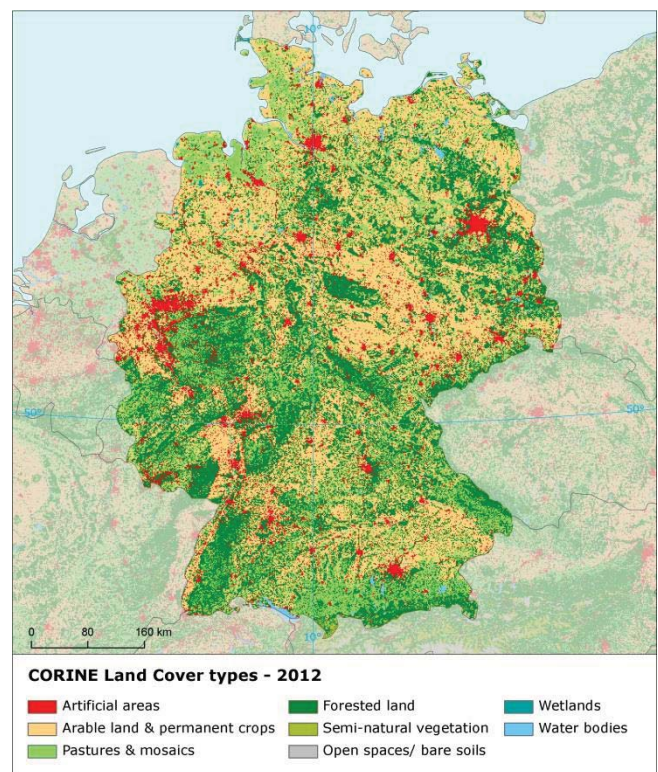 10°
50°
50°
0 80 160 km
10°
CORINE Land Cover types - 2012
Artificial areas Forested land Wetlands
Arable land & permanent crops Semi-natural vegetation Water bodies
Pastures & mosaics Open spaces/ bare soils